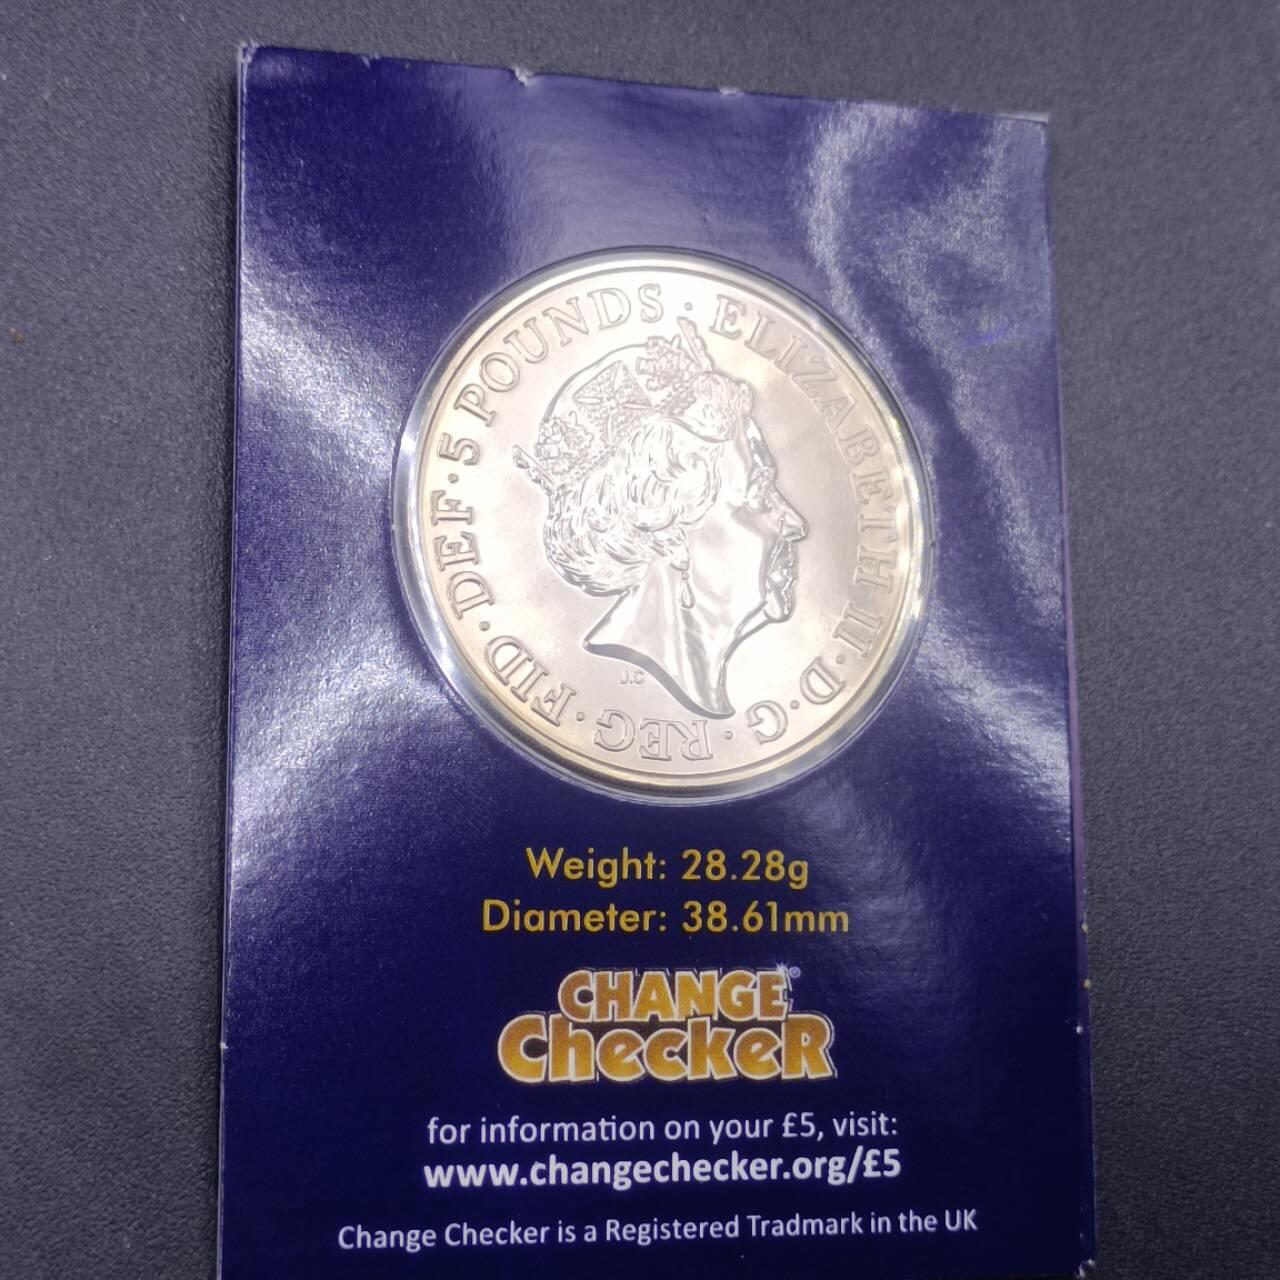 ELIZABETH II · D · G · REG · FID · DEF · 5 POUNDS ·
J.C
Weight: 28.28g
Diameter: 38.61mm
CHANGE®
CheckeR
for information on your £5, visit:
www.changechecker.org/£5
Change Checker is a Registered Tradmark in the UK